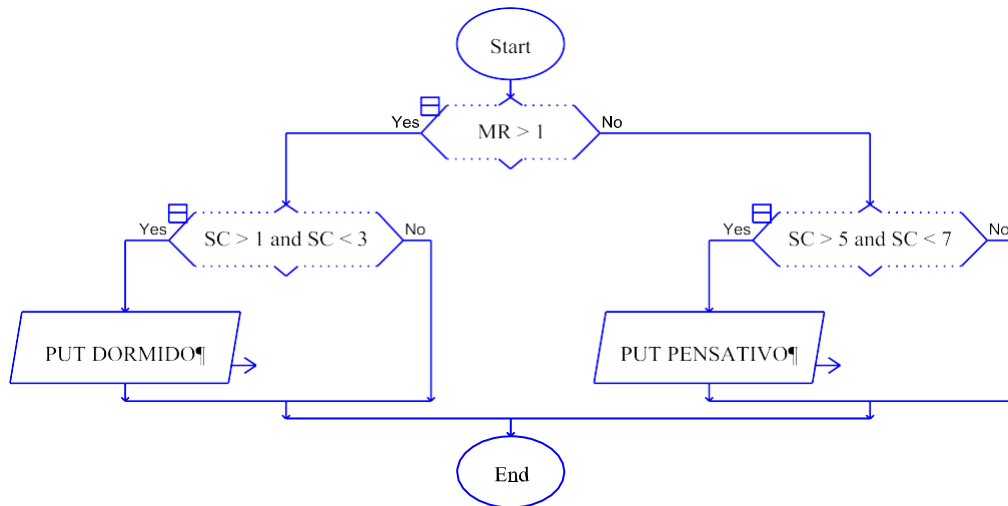 Start
Yes
MR > 1
No
Yes
SC > 1 and SC < 3
No
Yes
SC > 5 and SC < 7
No
PUT DORMIDO¶
PUT PENSATIVO¶
End